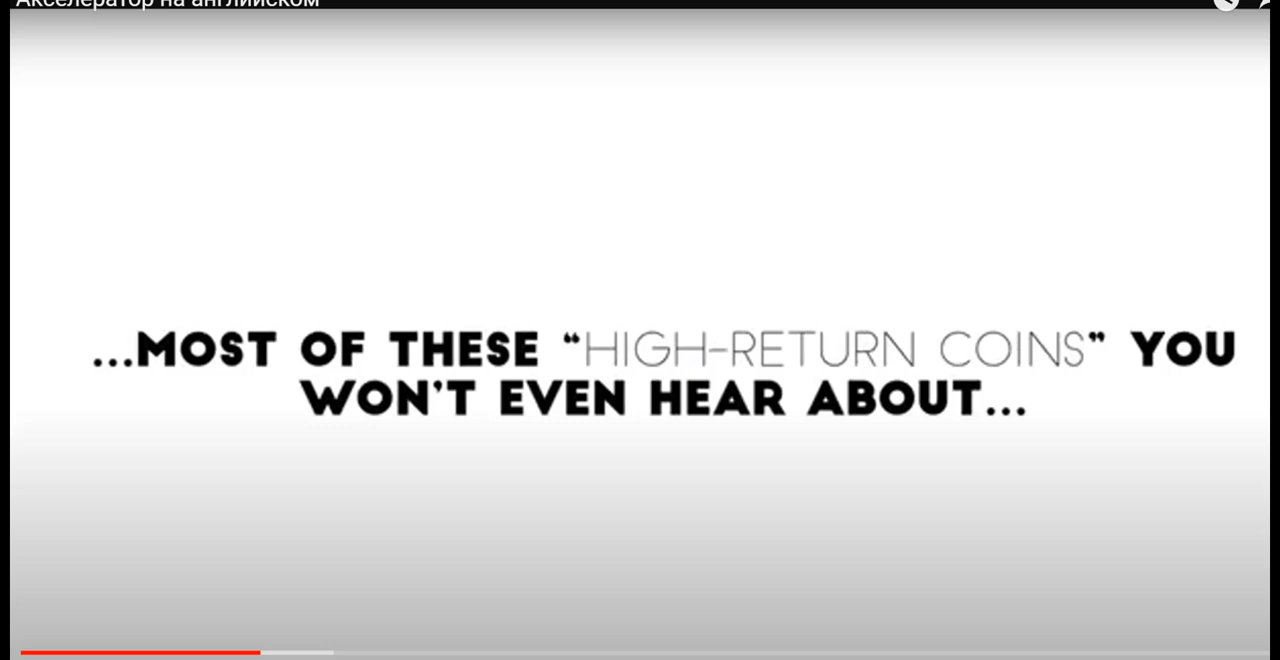 Акселератор на английском
...MOST OF THESE “HIGH-RETURN COINS” YOU
WON’T EVEN HEAR ABOUT...